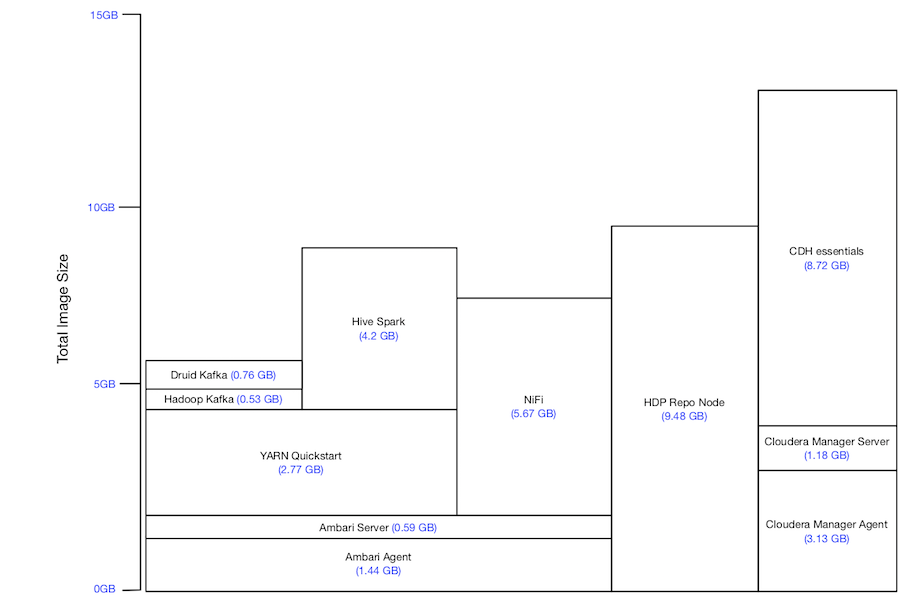 15GB
10GB
5GB
0GB
Total Image Size
Druid Kafka (0.76 GB)
Hadoop Kafka (0.53 GB)
Hive Spark
(4.2 GB)
YARN Quickstart
(2.77 GB)
NiFi
(5.67 GB)
Ambari Server (0.59 GB)
Ambari Agent
(1.44 GB)
HDP Repo Node
(9.48 GB)
CDH essentials
(8.72 GB)
Cloudera Manager Server
(1.18 GB)
Cloudera Manager Agent
(3.13 GB)